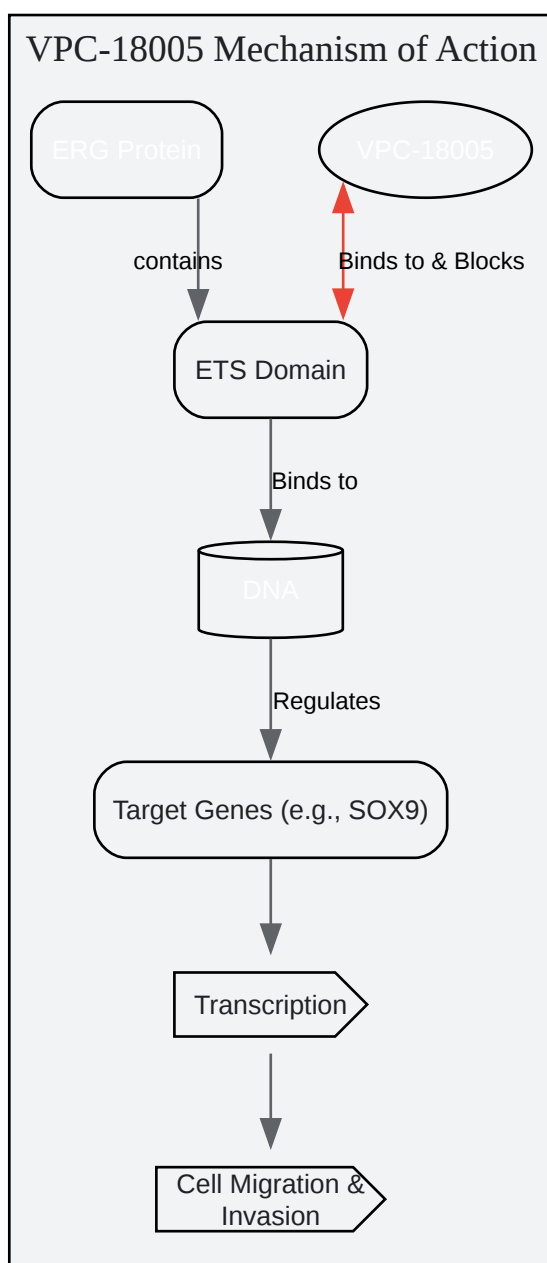 VPC-18005 Mechanism of Action
ERG Protein
VPC-18005
contains
Binds to & Blocks
ETS Domain
Binds to
DNA
Regulates
Target Genes (e.g., SOX9)
Transcription
Cell Migration &
Invasion